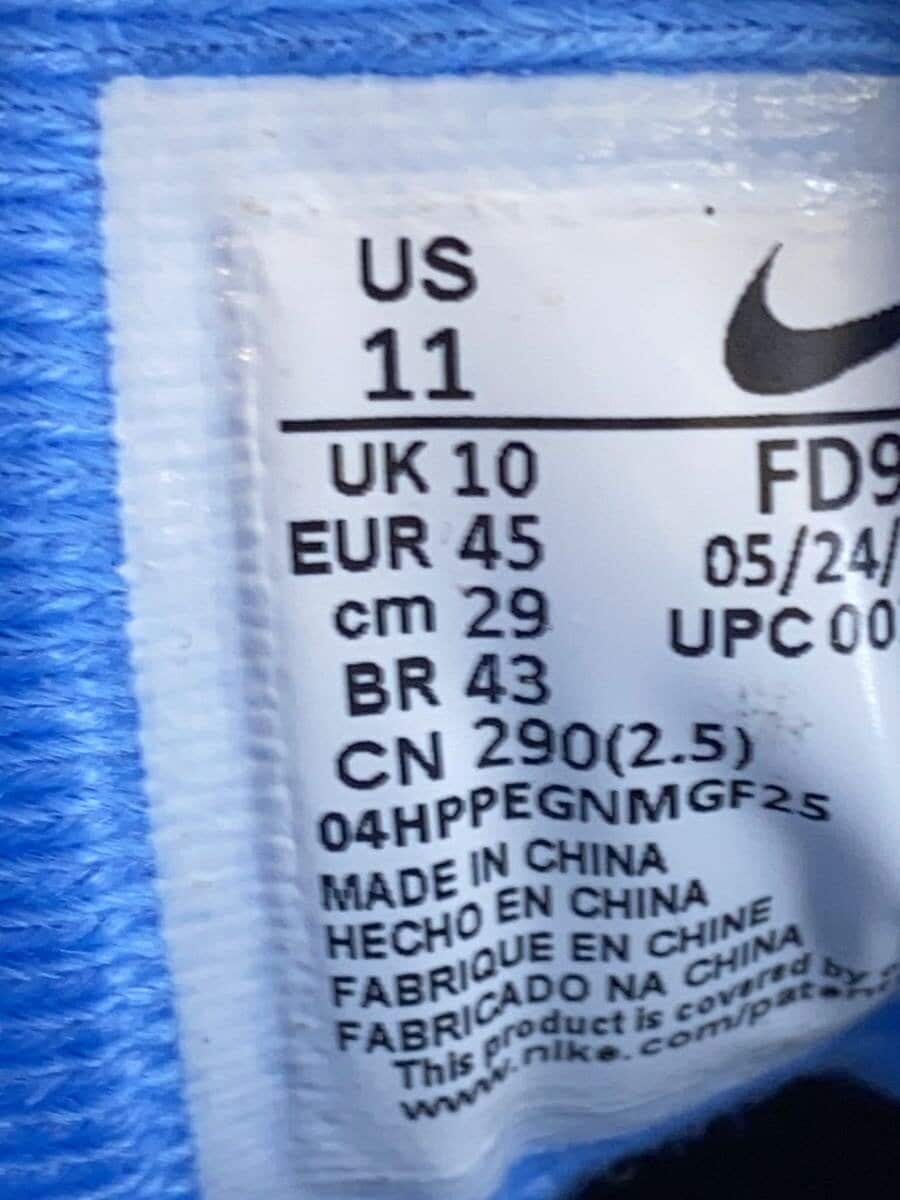 US
11
UK 10
EUR 45
cm 29
BR 43
CN 290(2.5)
FD9
05/24/
UPC 00
04HPPEGNMGF25
MADE IN CHINA
HECHO EN CHINA
FABRIQUE EN CHINE
FABRICADO NA CHINA
This product is covered by
www.nike.com/patents